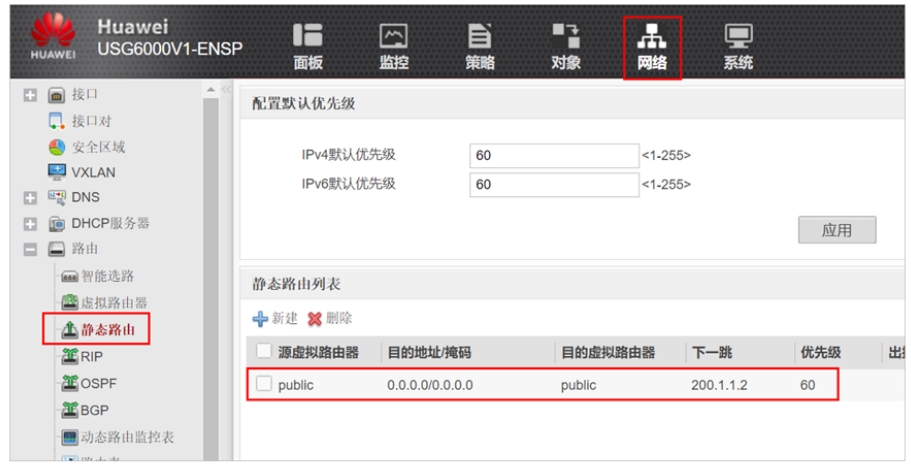 Huawei
USG6000V1-ENSP
HUAWEI
面板
监控
策略
对象
网络
系统
接口
接口对
安全区域
VXLAN
DNS
DHCP服务器
路由
智能选路
虚拟路由器
静态路由
RIP
OSPF
BGP
动态路由监控表
配置默认优先级
IPv4默认优先级 60 <1-255>
IPv6默认优先级 60 <1-255>
应用
静态路由列表
新建 删除
源虚拟路由器 目的地址/掩码 目的虚拟路由器 下一跳 优先级
public 0.0.0.0/0.0.0.0 public 200.1.1.2 60